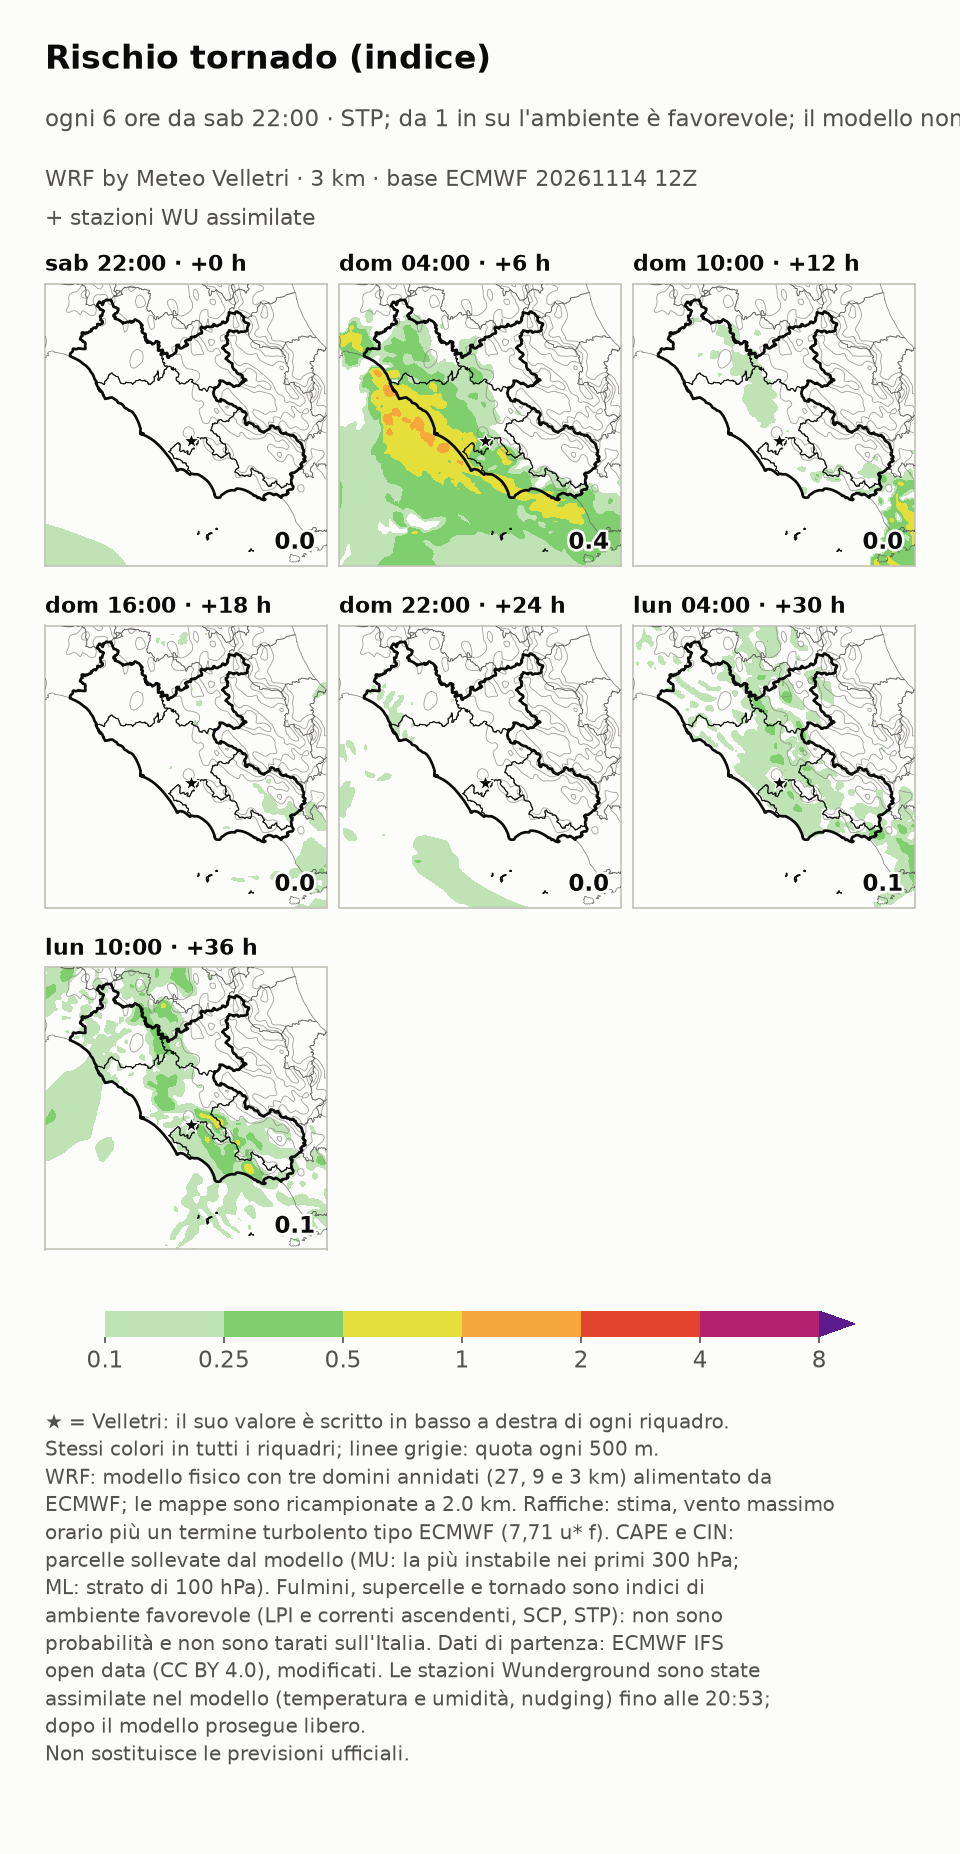 Rischio tornado (indice)
ogni 6 ore da sab 22:00 · STP; da 1 in su l'ambiente è favorevole; il modello non
WRF by Meteo Velletri · 3 km · base ECMWF 20261114 12Z
+ stazioni WU assimilate
sab 22:00 · +0 h
dom 04:00 · +6 h
dom 10:00 · +12 h
0.0
0.4
0.0
dom 16:00 · +18 h
dom 22:00 · +24 h
lun 04:00 · +30 h
0.0
0.0
0.1
lun 10:00 · +36 h
0.1
0.1 0.25 0.5 1 2 4 8
★ = Velletri: il suo valore è scritto in basso a destra di ogni riquadro.
Stessi colori in tutti i riquadri; linee grigie: quota ogni 500 m.
WRF: modello fisico con tre domini annidati (27, 9 e 3 km) alimentato da
ECMWF; le mappe sono ricampionate a 2.0 km. Raffiche: stima, vento massimo
orario più un termine turbolento tipo ECMWF (7,71 u* f). CAPE e CIN:
parcelle sollevate dal modello (MU: la più instabile nei primi 300 hPa;
ML: strato di 100 hPa). Fulmini, supercelle e tornado sono indici di
ambiente favorevole (LPI e correnti ascendenti, SCP, STP): non sono
probabilità e non sono tarati sull'Italia. Dati di partenza: ECMWF IFS
open data (CC BY 4.0), modificati. Le stazioni Wunderground sono state
assimilate nel modello (temperatura e umidità, nudging) fino alle 20:53;
dopo il modello prosegue libero.
Non sostituisce le previsioni ufficiali.